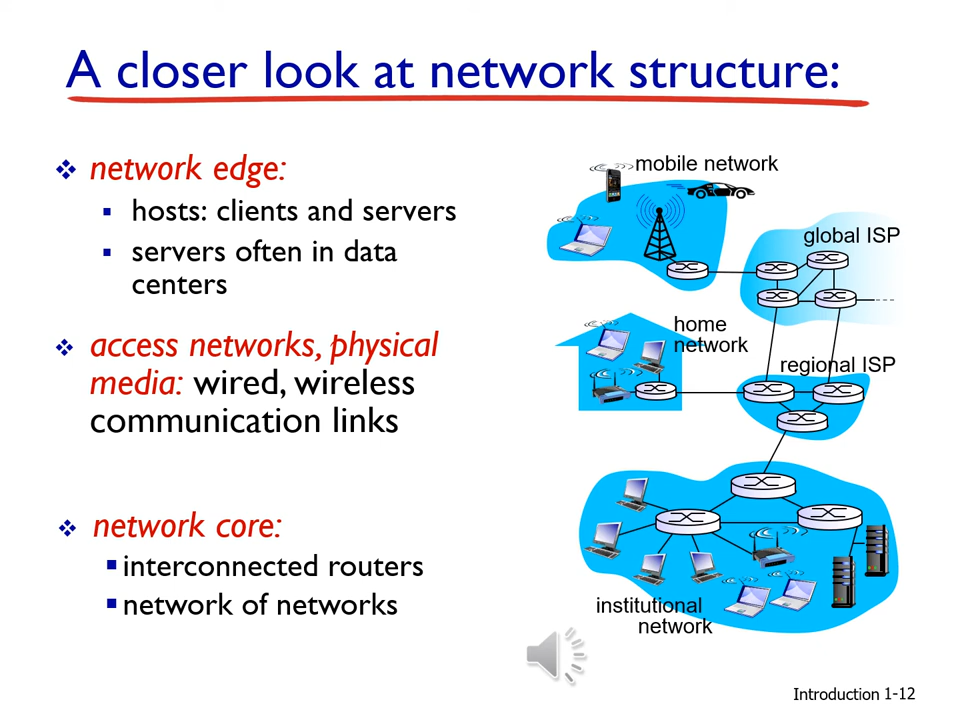 A closer look at network structure:
❖ network edge:
▪ hosts: clients and servers
▪ servers often in data
centers
❖ access networks, physical
media: wired, wireless
communication links
❖ network core:
▪ interconnected routers
▪ network of networks
mobile network
global ISP
home
network
regional ISP
institutional
network
Introduction 1-12